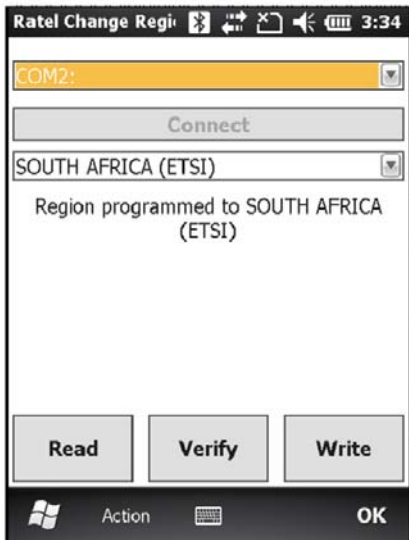 Ratel Change Regi 3:34
COM2:
Connect
SOUTH AFRICA (ETSI)
Region programmed to SOUTH AFRICA
(ETSI)
Read Verify Write
Action OK